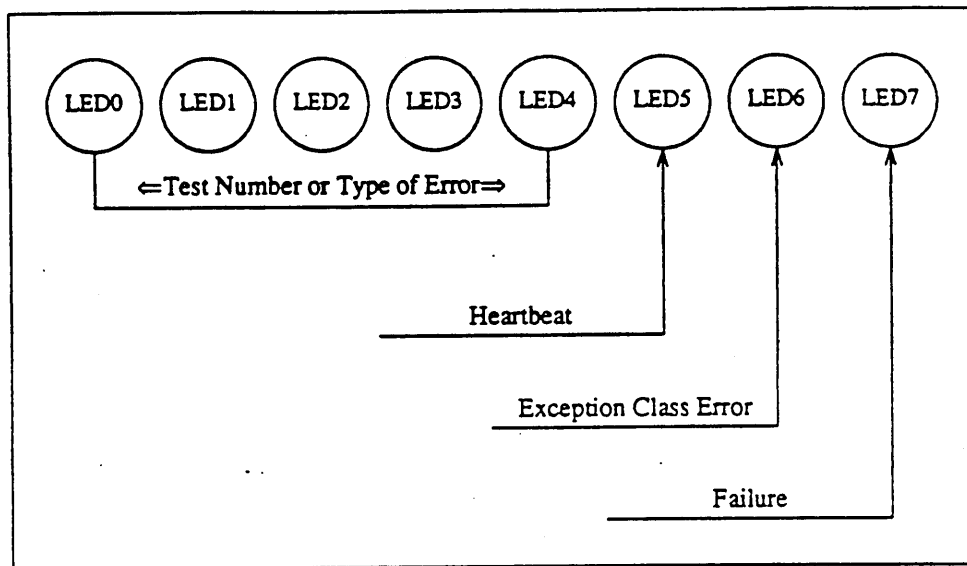 LED0 LED1 LED2 LED3 LED4 LED5 LED6 LED7
⇐Test Number or Type of Error⇒
Heartbeat
Exception Class Error
Failure